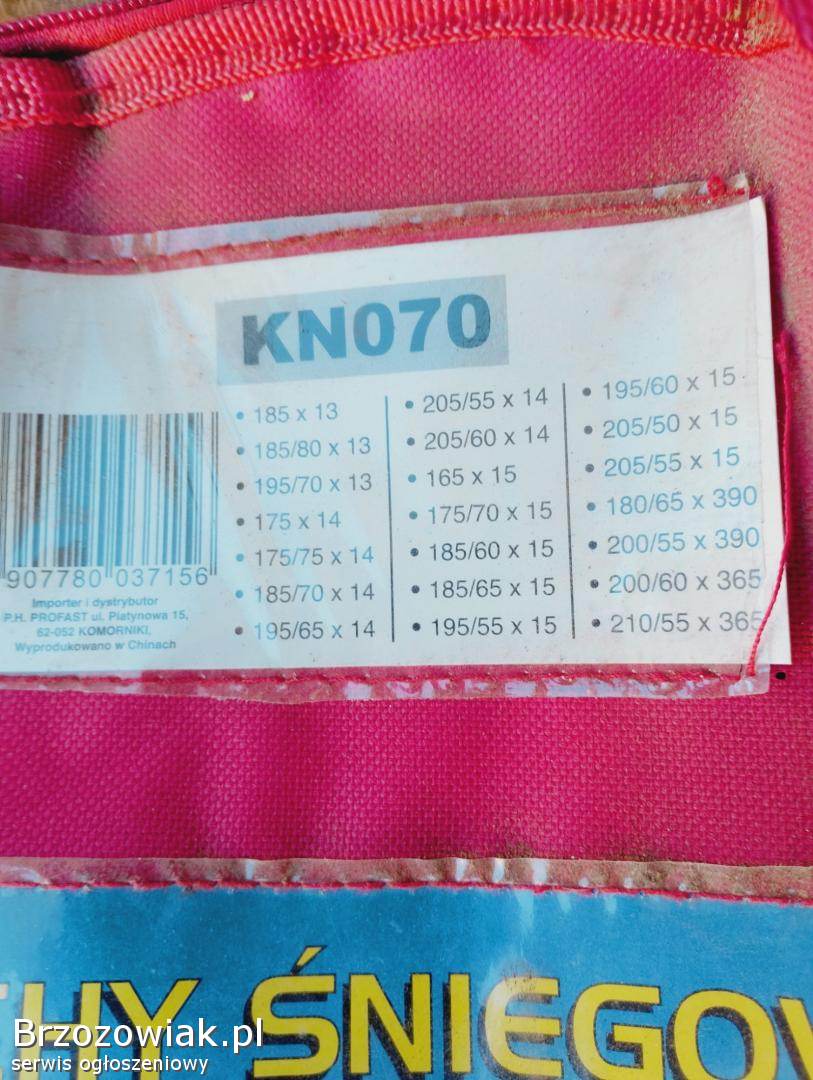 KN070
• 185 x 13
• 185/80 x 13
• 195/70 x 13
• 175 x 14
• 175/75 x 14
• 185/70 x 14
• 195/65 x 14
• 205/55 x 14
• 205/60 x 14
• 165 x 15
• 175/70 x 15
• 185/60 x 15
• 185/65 x 15
• 195/55 x 15
• 195/60 x 15
• 205/50 x 15
• 205/55 x 15
• 180/65 x 390
• 200/55 x 390
• 200/60 x 365
• 210/55 x 365
907780 037156
Importer i dystrybutor
P.H. PROFAST ul. Platynowa 15,
62-052 KOMORNIKI,
Wyprodukowano w Chinach
HY ŚNIEGOW
Brzozowiak.pl
serwis ogłoszeniowy